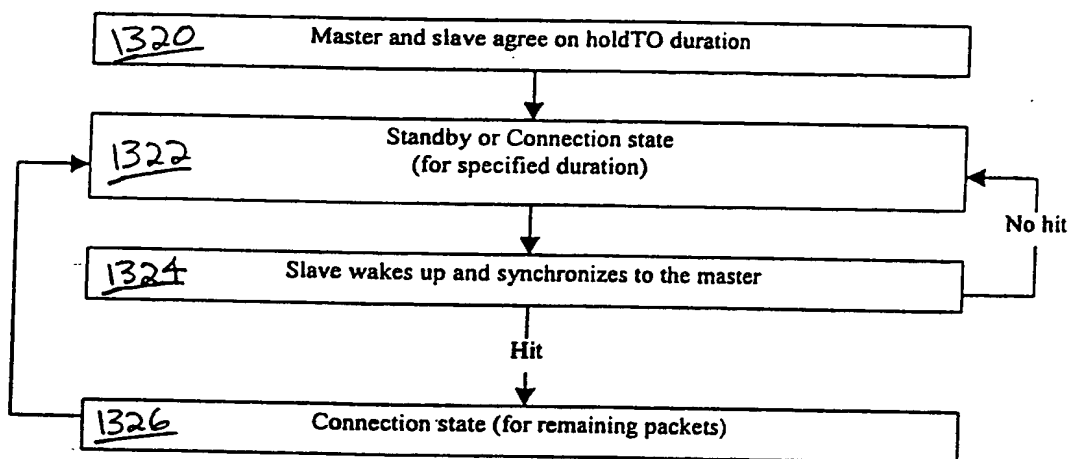 1320 Master and slave agree on holdTO duration
1322 Standby or Connection state
(for specified duration)
No hit
1324 Slave wakes up and synchronizes to the master
Hit
1326 Connection state (for remaining packets)